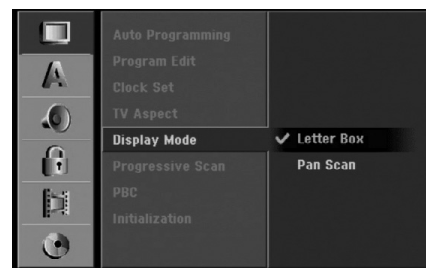 Auto Programming
Program Edit
Clock Set
TV Aspect
Display Mode
✔ Letter Box
Progressive Scan
Pan Scan
PBC
Initialization
A